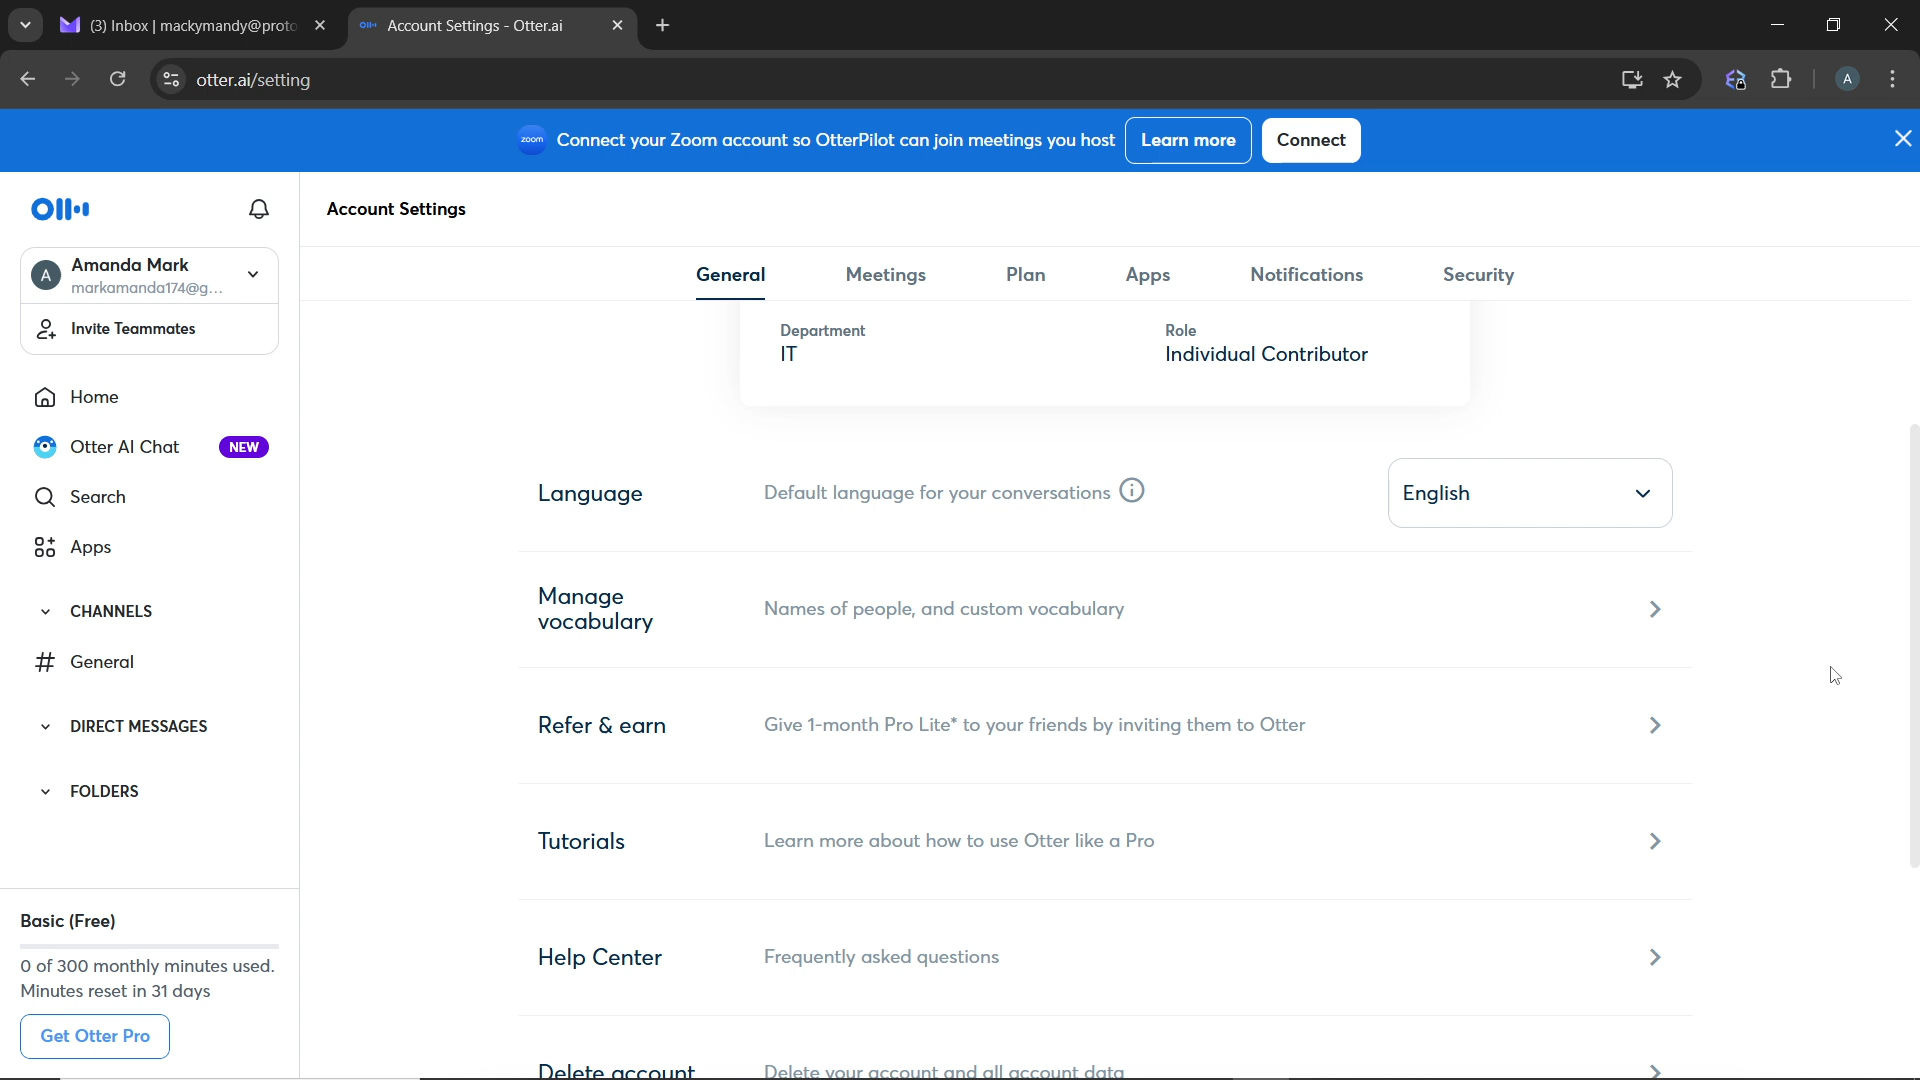 (3) Inbox | mackymandy@proto
Account Settings - Otter.ai
otter.ai/setting
A
zoom
Connect your Zoom account so OtterPilot can join meetings you host
Learn more
Connect
Account Settings
A
Amanda Mark
markamanda174@g...
Invite Teammates
Home
Otter AI Chat
NEW
Search
Apps
CHANNELS
General
DIRECT MESSAGES
FOLDERS
Basic (Free)
0 of 300 monthly minutes used.
Minutes reset in 31 days
Get Otter Pro
General
Meetings
Plan
Apps
Notifications
Security
Department
IT
Role
Individual Contributor
Language
Default language for your conversations
English
Manage
vocabulary
Names of people, and custom vocabulary
Refer & earn
Give 1-month Pro Lite* to your friends by inviting them to Otter
Tutorials
Learn more about how to use Otter like a Pro
Help Center
Frequently asked questions
Delete account
Delete your account and all account data